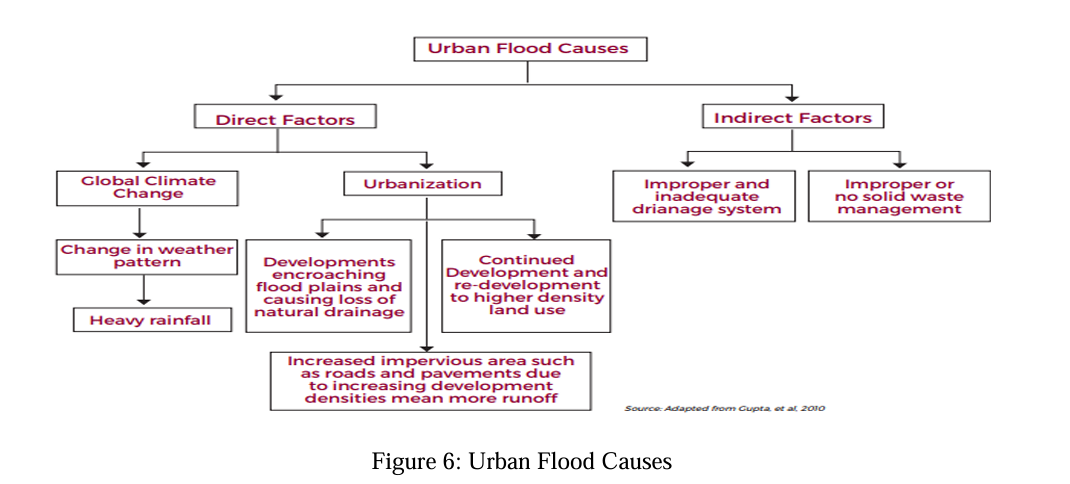 Urban Flood Causes
Direct Factors
Indirect Factors
Global Climate
Change
Urbanization
Improper and
inadequate
drianage system
Improper or
no solid waste
management
Change in weather
pattern
Developments
encroaching
flood plains and
causing loss of
natural drainage
Continued
Development and
re-development
to higher density
land use
Heavy rainfall
Increased impervious area such
as roads and pavements due
to increasing development
densities mean more runoff
Source: Adapted from Gupta, et al, 2010
Figure 6: Urban Flood Causes